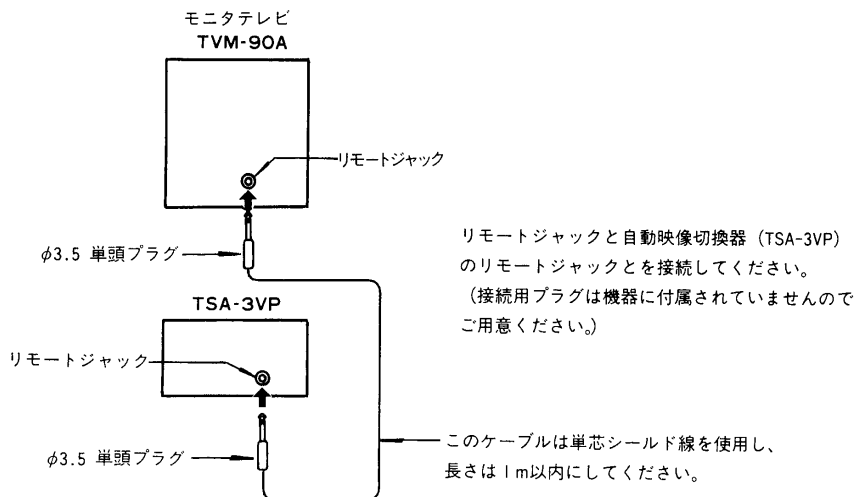 モニタテレビ
TVM-90A
リモートジャック
φ3.5 単頭プラグ
リモートジャックと自動映像切換器 (TSA-3VP)
のリモートジャックとを接続してください。
(接続用プラグは機器に付属されていませんので
ご用意ください。)
TSA-3VP
リモートジャック
φ3.5 単頭プラグ
このケーブルは単芯シールド線を使用し、
長さは1m以内にしてください。